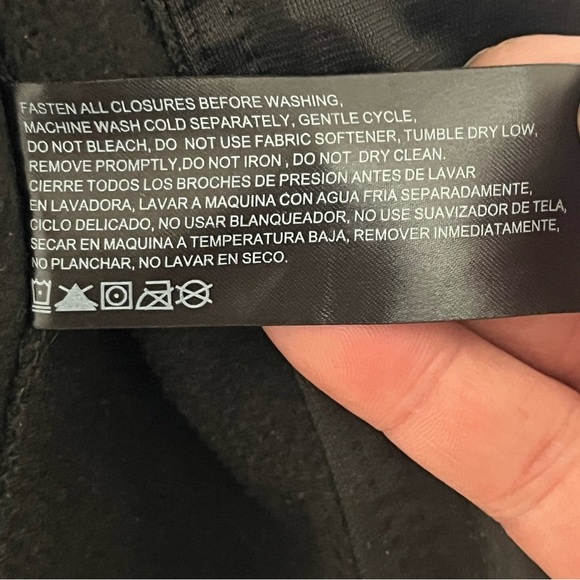 FASTEN ALL CLOSURES BEFORE WASHING,
MACHINE WASH COLD SEPARATELY, GENTLE CYCLE,
DO NOT BLEACH, DO NOT USE FABRIC SOFTENER, TUMBLE DRY LOW,
REMOVE PROMPTLY,DO NOT IRON , DO NOT DRY CLEAN.
CIERRE TODOS LOS BROCHES DE PRESION ANTES DE LAVAR
EN LAVADORA, LAVAR A MAQUINA CON AGUA FRIA SEPARADAMENTE,
CICLO DELICADO, NO USAR BLANQUEADOR, NO USE SUAVIZADOR DE TELA,
SECAR EN MAQUINA A TEMPERATURA BAJA, REMOVER INMEDIATAMENTE,
NO PLANCHAR, NO LAVAR EN SECO.